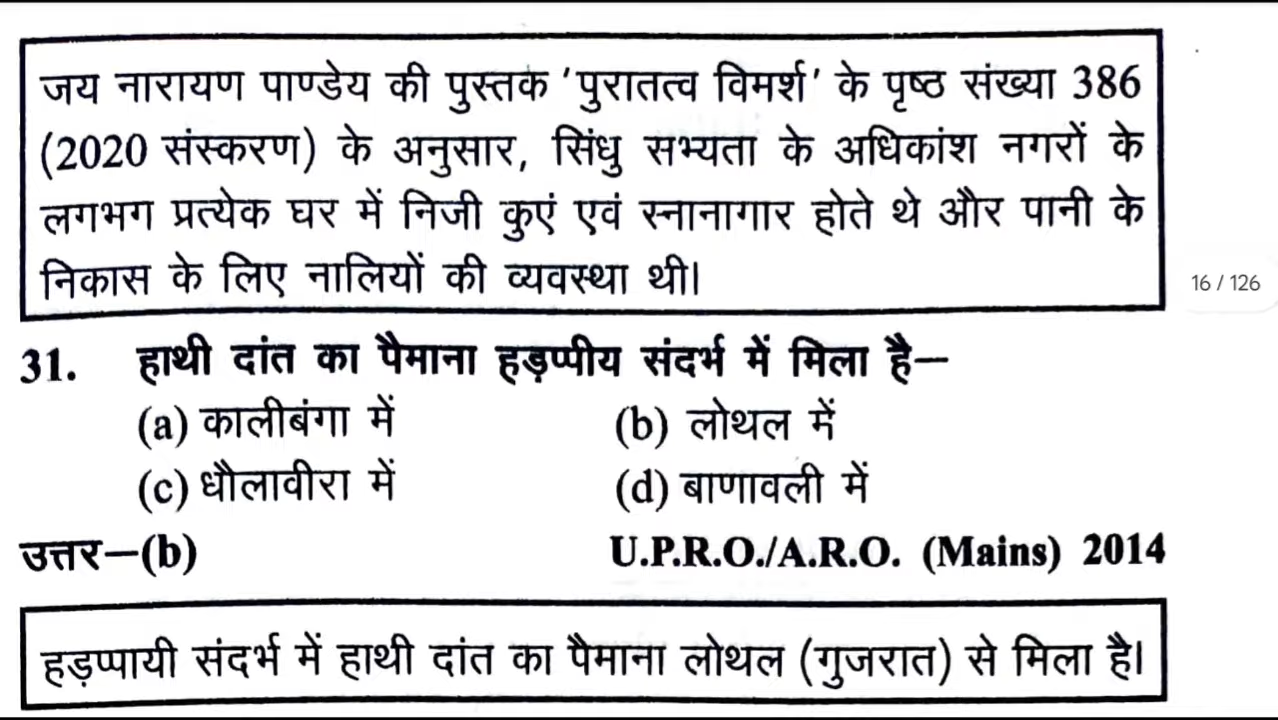 जय नारायण पाण्डेय की पुस्तक ‘पुरातत्व विमर्श’ के पृष्ठ संख्या 386
(2020 संस्करण) के अनुसार, सिंधु सभ्यता के अधिकांश नगरों के
लगभग प्रत्येक घर में निजी कुएं एवं स्नानागार होते थे और पानी के
निकास के लिए नालियों की व्यवस्था थी।
16 / 126
31. हाथी दांत का पैमाना हड़प्पीय संदर्भ में मिला है–
(a) कालीबंगा में (b) लोथल में
(c) धौलावीरा में (d) बाणावली में
उत्तर–(b) U.P.R.O./A.R.O. (Mains) 2014
हड़प्पायी संदर्भ में हाथी दांत का पैमाना लोथल (गुजरात) से मिला है।